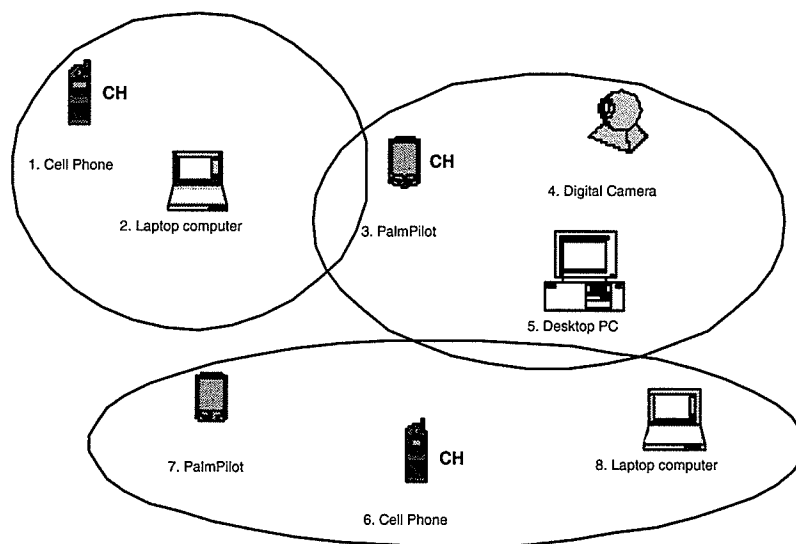 CH
1. Cell Phone
2. Laptop computer
CH
3. PalmPilot
4. Digital Camera
5. Desktop PC
7. PalmPilot
CH
6. Cell Phone
8. Laptop computer